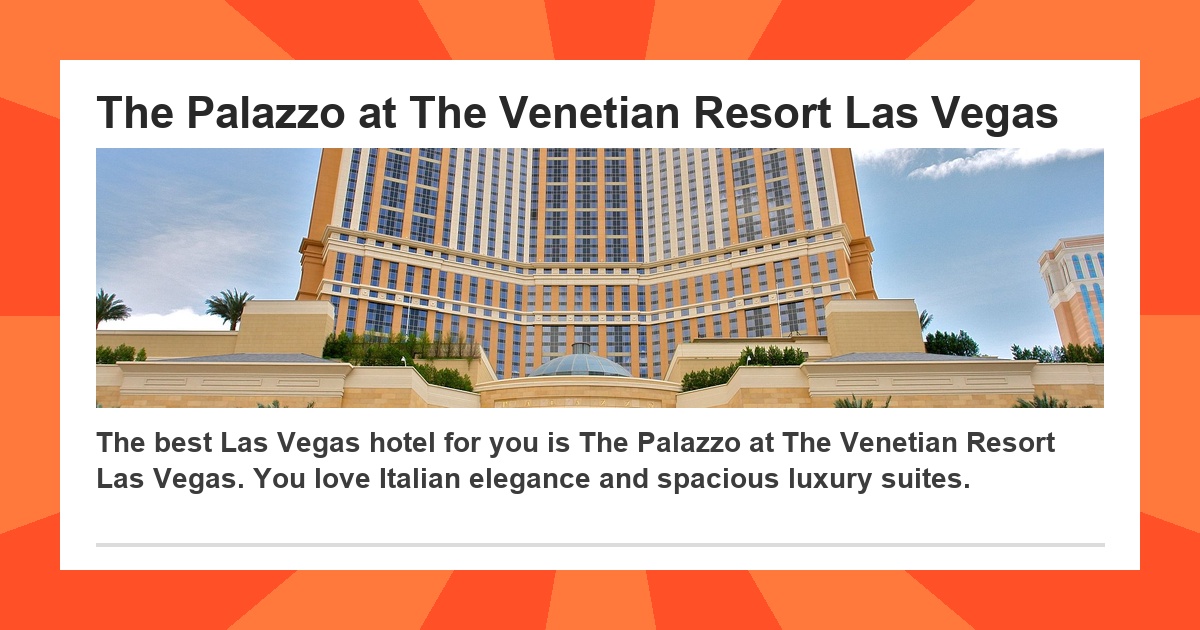 The Palazzo at The Venetian Resort Las Vegas
The best Las Vegas hotel for you is The Palazzo at The Venetian Resort
Las Vegas. You love Italian elegance and spacious luxury suites.